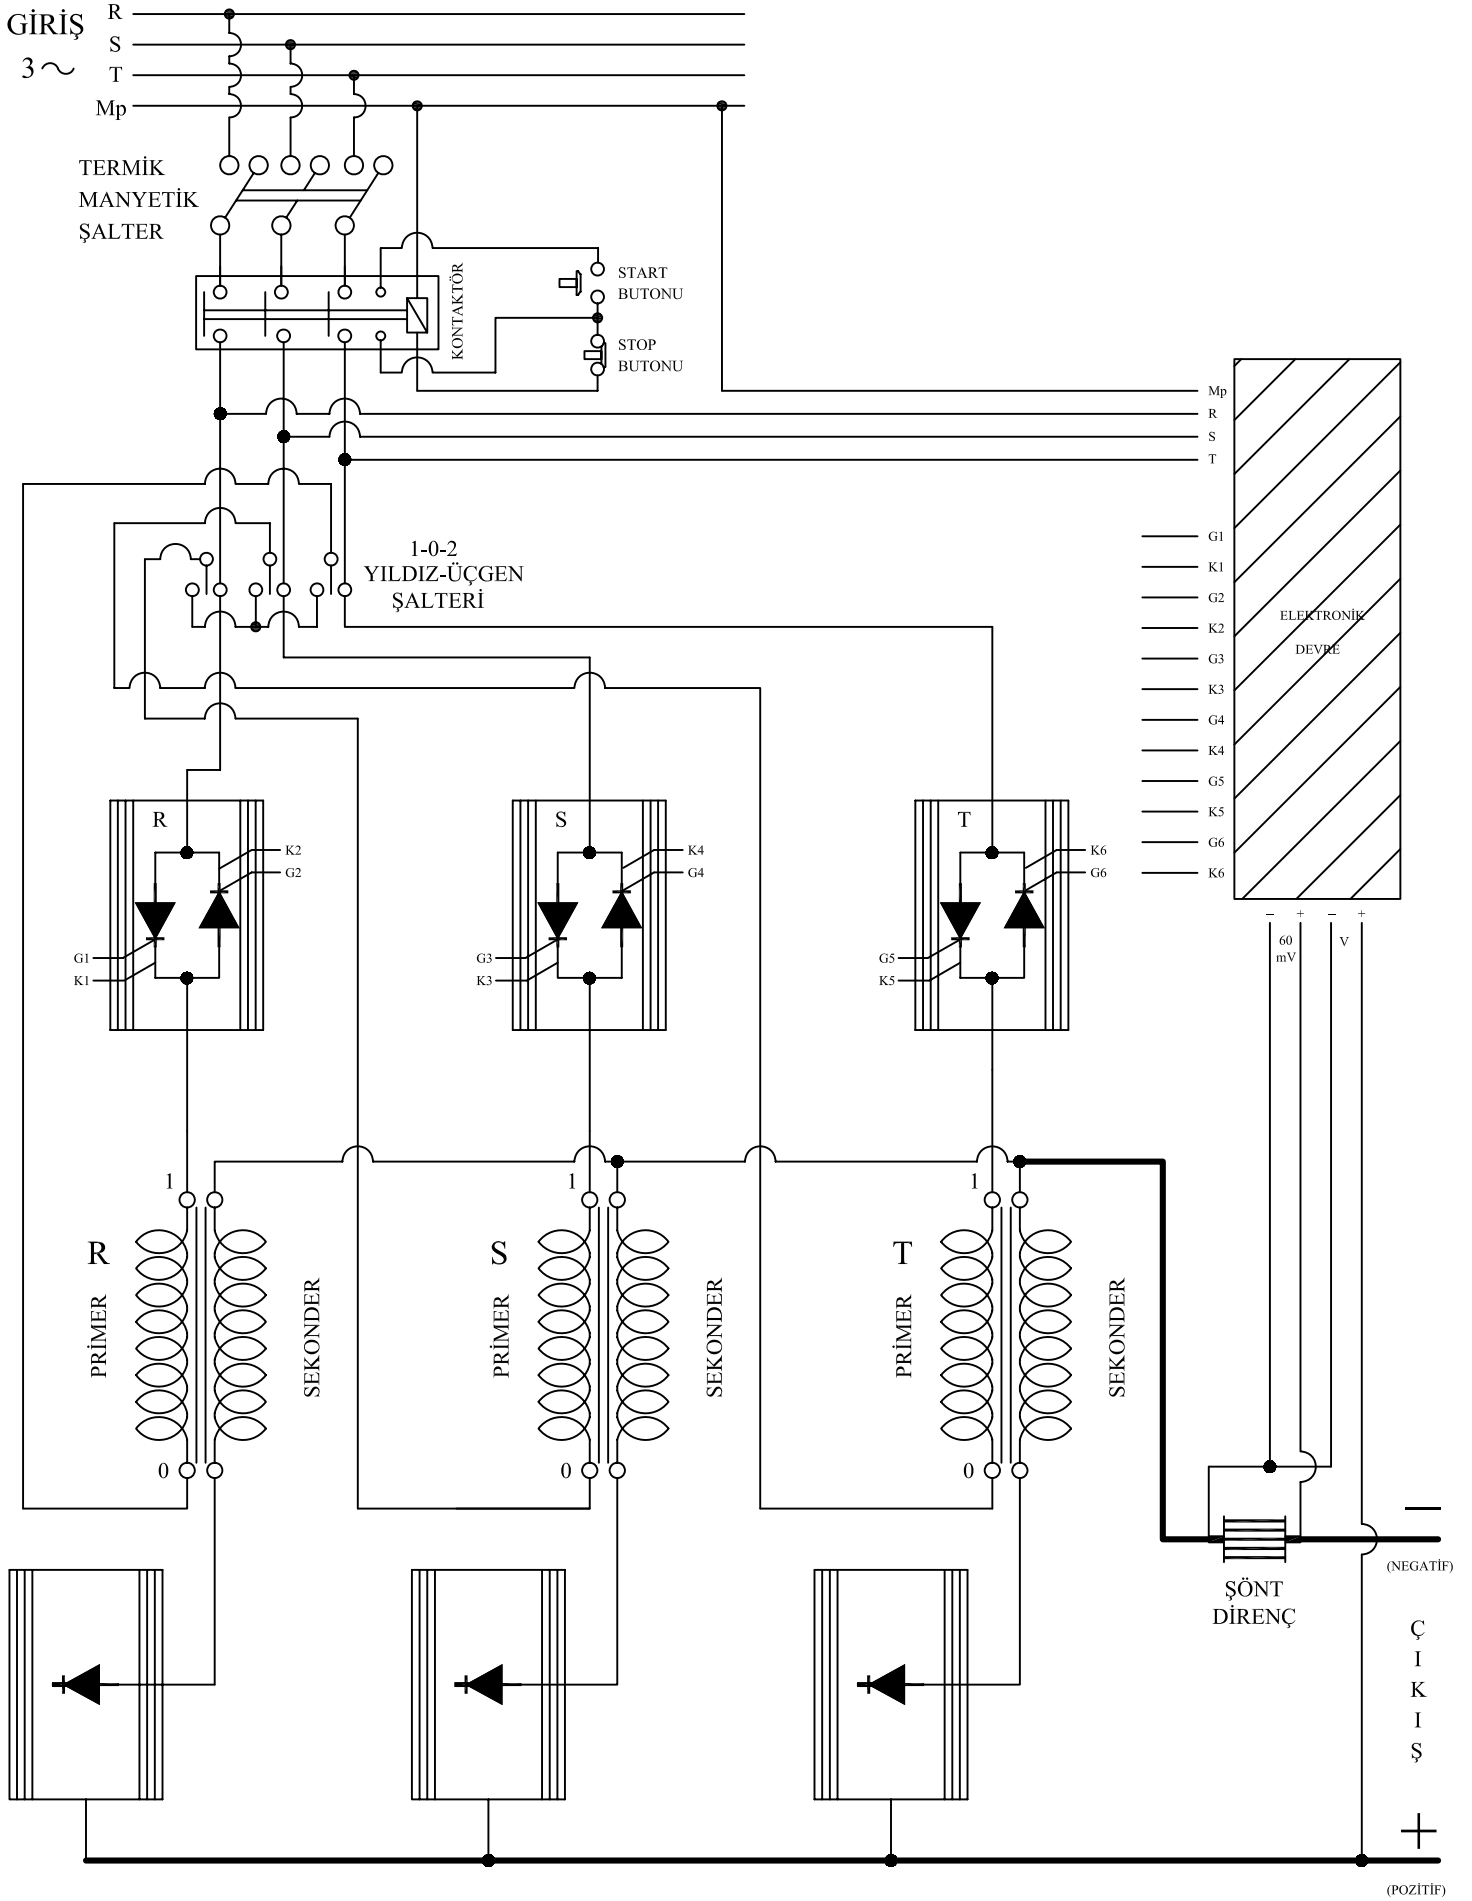 GİRİŞ
3
R
S
T
Mp
TERMİK
MANYETİK
ŞALTER
KONTAKTÖR
START
BUTONU
STOP
BUTONU
Mp
R
S
T
1-0-2
YILDIZ-ÜÇGEN
ŞALTERİ
G1
K1
G2
K2
G3
K3
G4
K4
G5
K5
G6
K6
ELEKTRONİK
DEVRE
– + – +
60
mV
V
R
K2
G2
G1
K1
S
K4
G4
G3
K3
T
K6
G6
G5
K5
1
R
PRİMER
SEKONDER
0
1
S
PRİMER
SEKONDER
0
1
T
PRİMER
SEKONDER
0
ŞÖNT
DİRENÇ
–
(NEGATİF)
Ç
I
K
I
Ş
+
(POZİTİF)